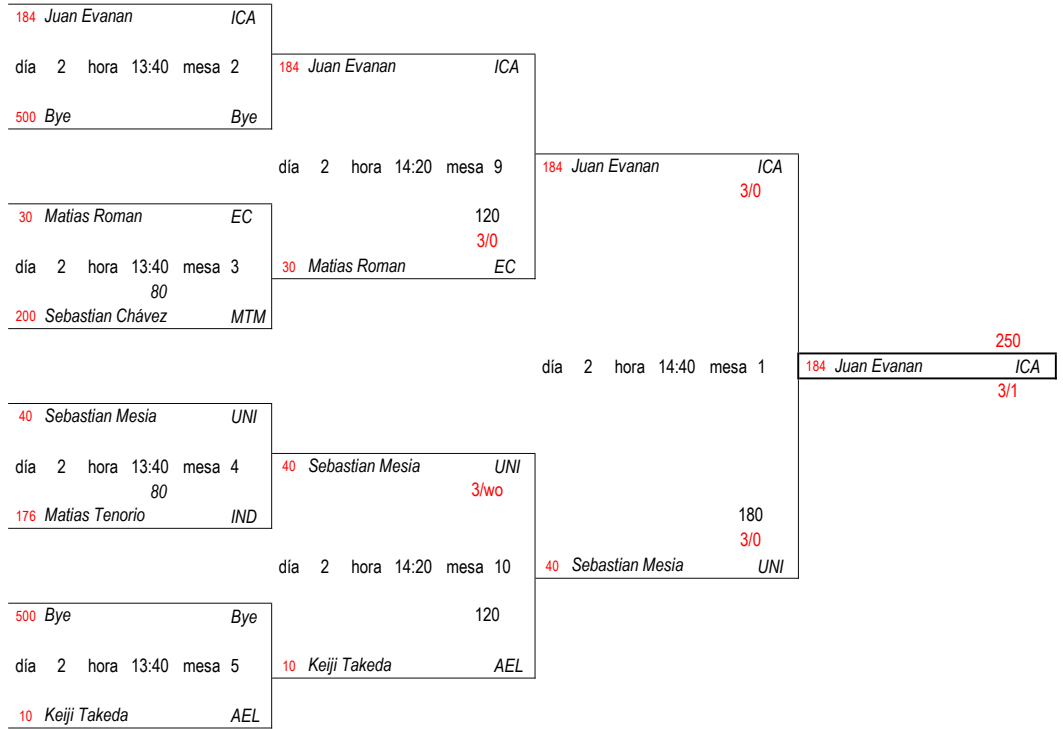 184 Juan Evanan ICA
día 2 hora 13:40 mesa 2
500 Bye Bye
184 Juan Evanan ICA
día 2 hora 14:20 mesa 9
120
3/0
30 Matias Roman EC
30 Matias Roman EC
día 2 hora 13:40 mesa 3
80
200 Sebastian Chávez MTM
184 Juan Evanan ICA
3/0
día 2 hora 14:40 mesa 1
250
184 Juan Evanan ICA
3/1
40 Sebastian Mesia UNI
día 2 hora 13:40 mesa 4
80
176 Matias Tenorio IND
40 Sebastian Mesia UNI
3/wo
día 2 hora 14:20 mesa 10
120
10 Keiji Takeda AEL
180
3/0
40 Sebastian Mesia UNI
500 Bye Bye
día 2 hora 13:40 mesa 5
10 Keiji Takeda AEL